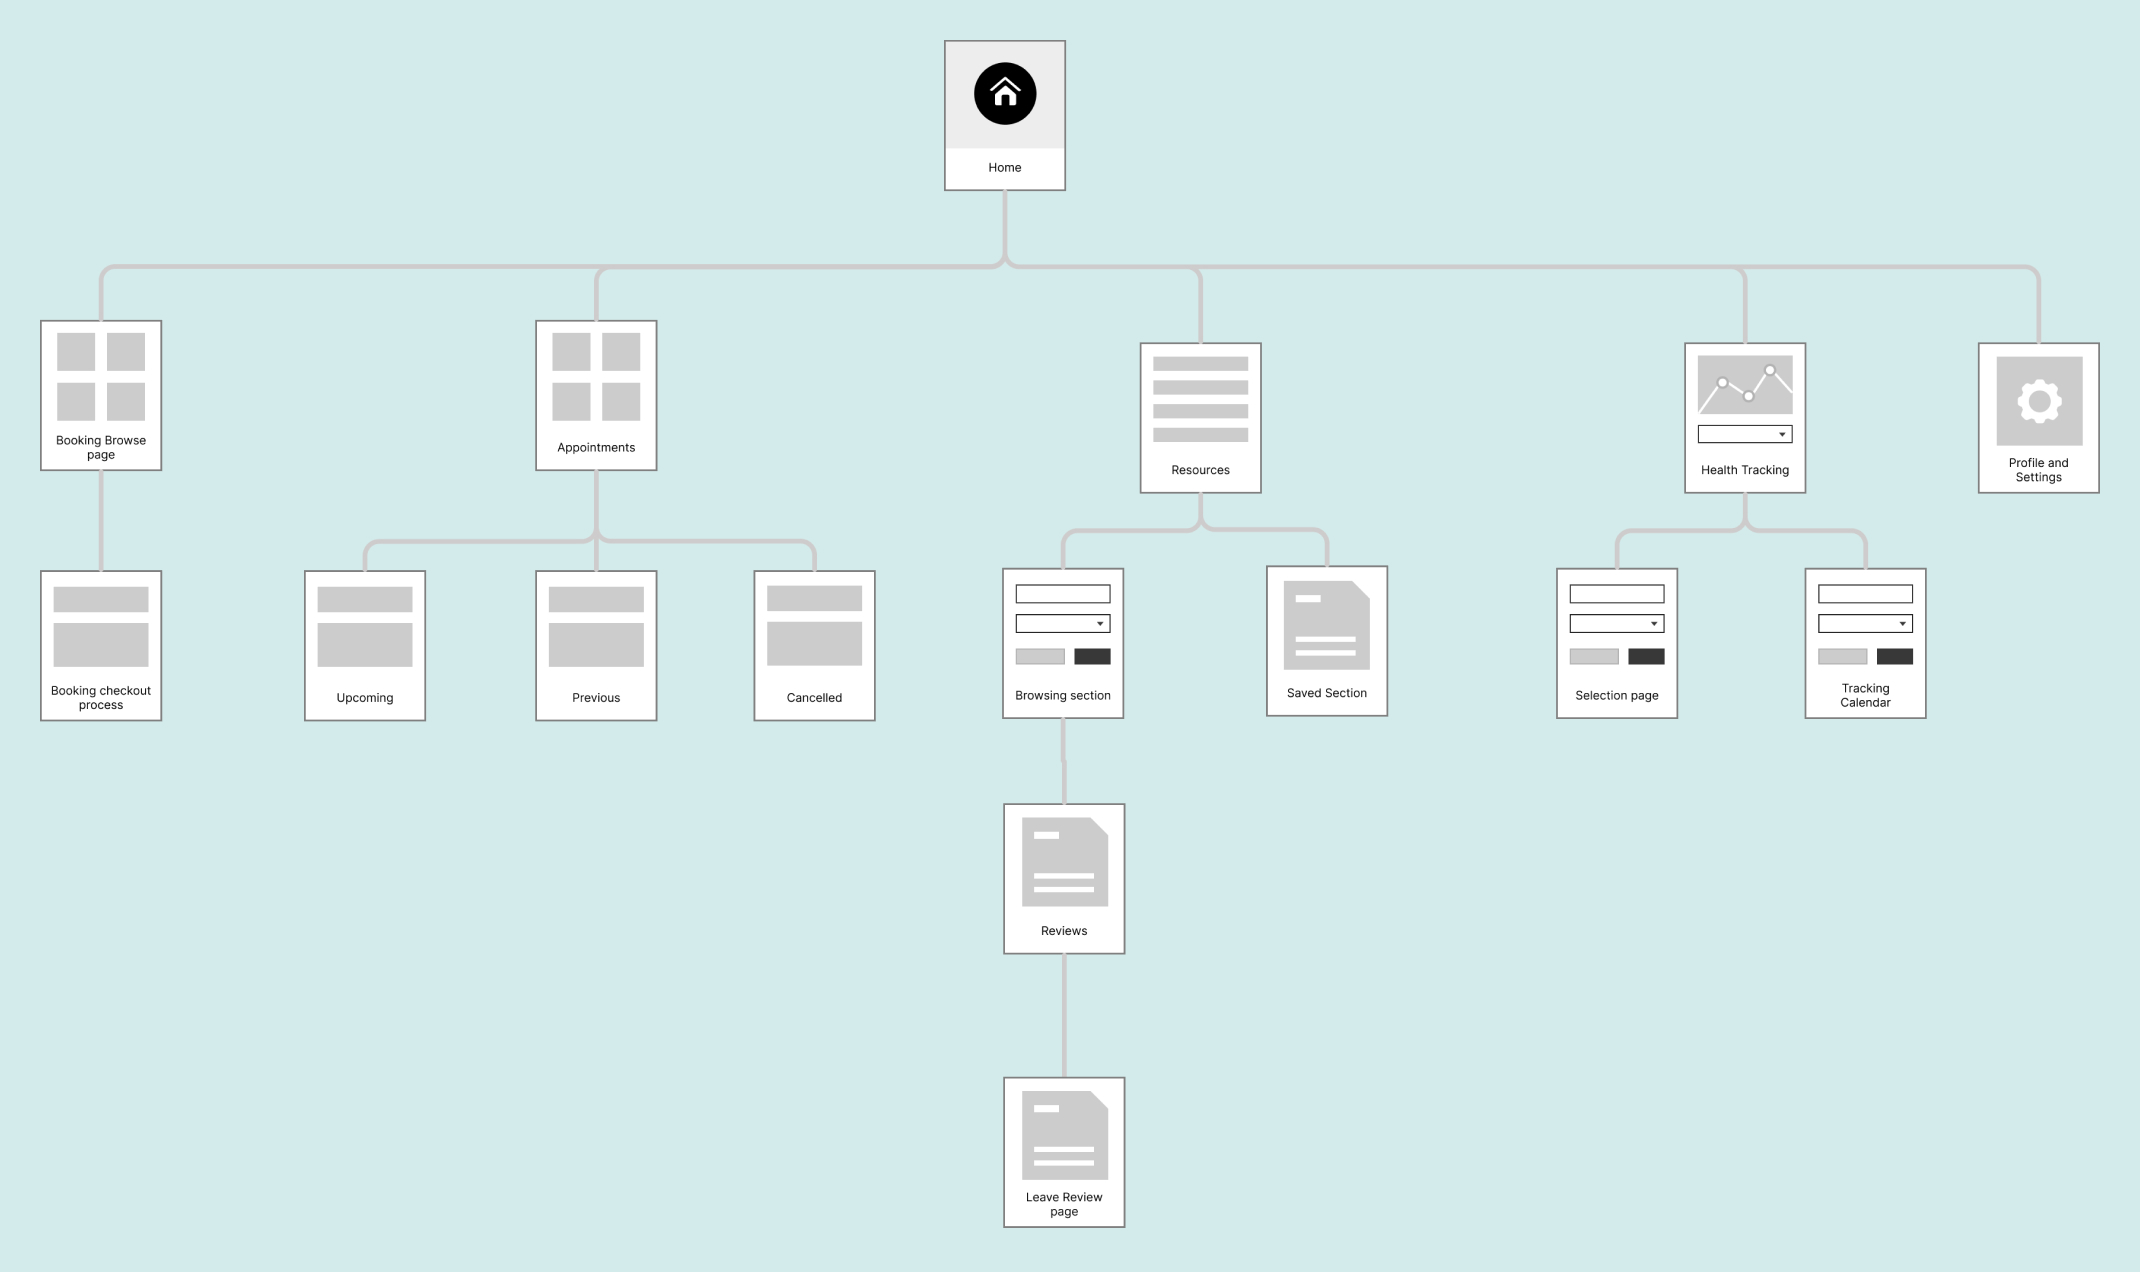 Home
Booking Browse
page
Appointments
Resources
Health Tracking
Profile and
Settings
Booking checkout
process
Upcoming
Previous
Cancelled
Browsing section
Saved Section
Selection page
Tracking
Calendar
Reviews
Leave Review
page